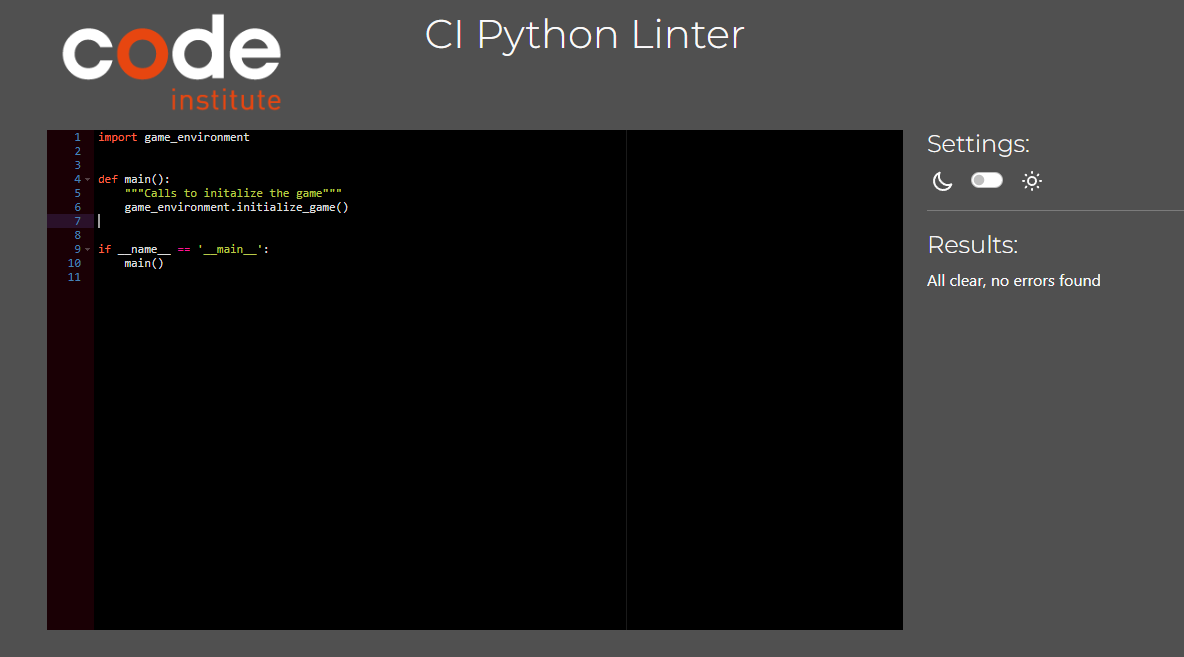 code
institute
CI Python Linter
1 import game_environment
2
3
4 def main():
5 """Calls to initalize the game"""
6 game_environment.initialize_game()
7
8
9 if __name__ == '__main__':
10 main()
11
Settings:
Results:
All clear, no errors found